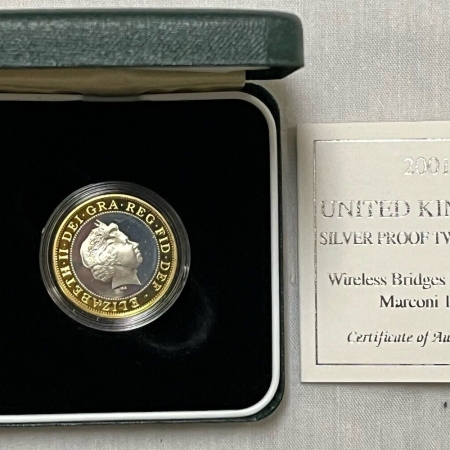 ELIZABETH·II·DEI·GRA·REG·FID·DEF
2001
UNITED KIN
SILVER PROOF TW
Wireless Bridges
Marconi 1
Certificate of Au